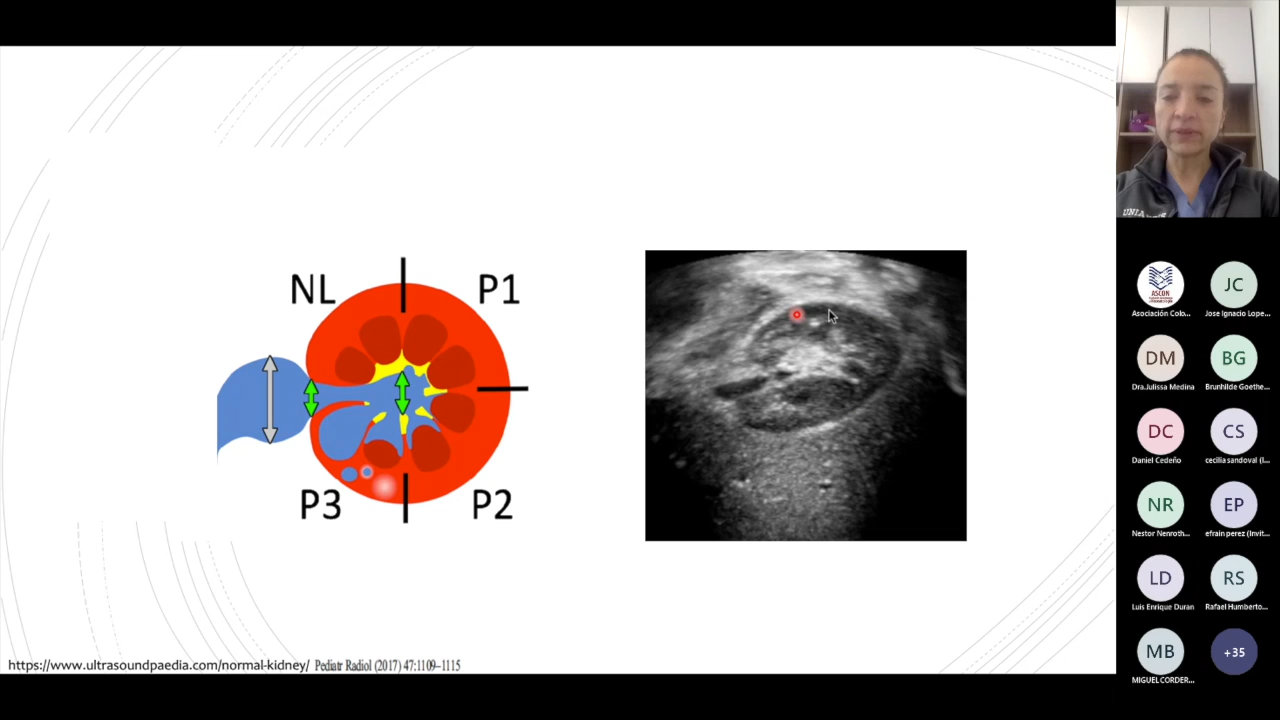 NL
P1
P3
P2
https://www.ultrasoundpaedia.com/normal-kidney/ Pediatr Radiol (2017) 47:1109–1115
ASCON
Asociación Colo...
JC
Jose Ignacio Lope...
DM
Dra.Julissa Medina
BG
Brunhilde Goethe...
DC
Daniel Cedeño
CS
cecilia sandoval (I...
NR
Nestor Nenroth...
EP
efrain perez (Invit...
LD
Luis Enrique Duran
RS
Rafael Humberto...
MB
MIGUEL CORDER...
+35